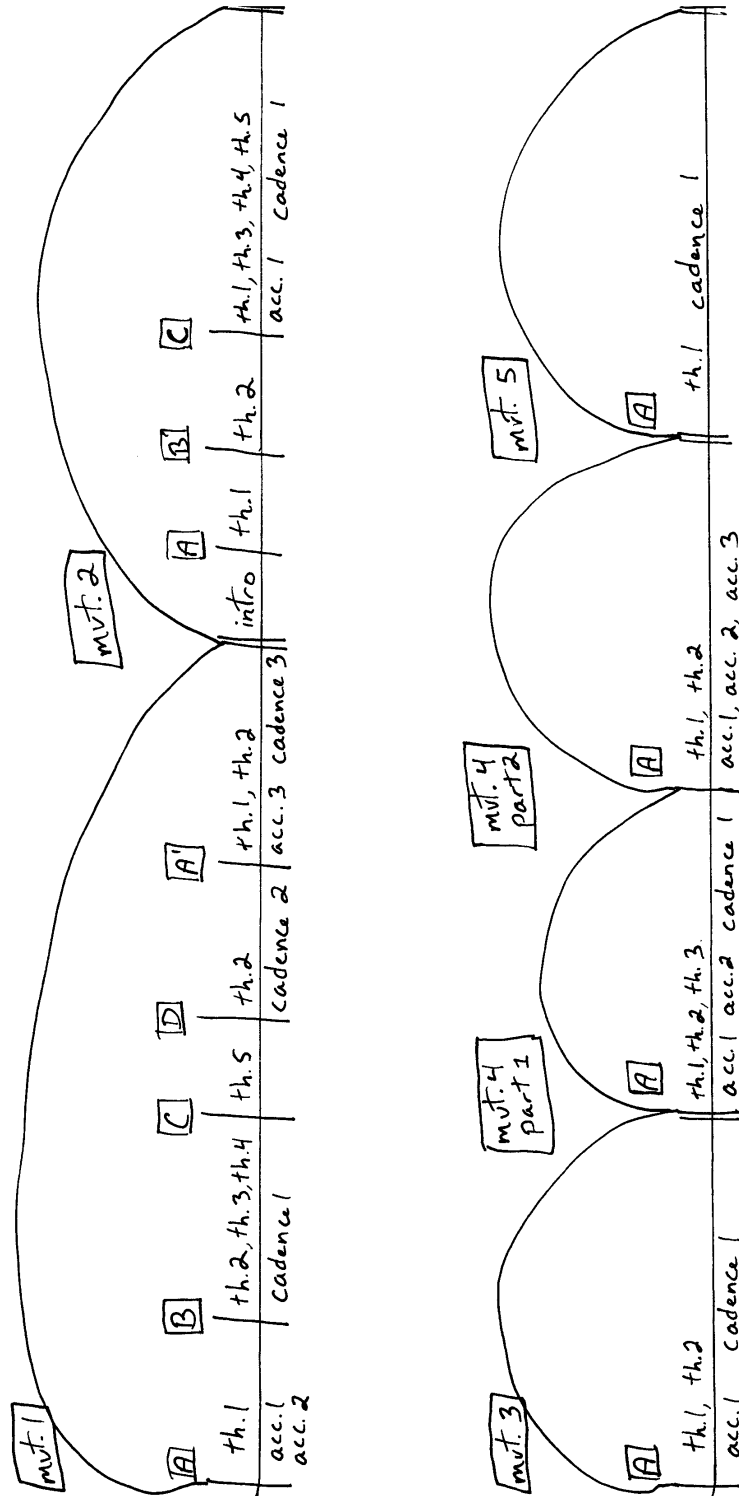 mvt. 1
mvt. 2
A B C D A' A B' C
th.1 th.2, th.3, th.4 th.5 th.2 th.1, th.2 intro th.1 th.2 th.1, th.3, th.4, th.5
acc.1 cadence 1 cadence 2 acc. 3 cadence 3 acc. 1 cadence 1
acc. 2
mvt. 3 mvt. 4 mvt. 4 mvt. 5
part 1 part 2
A A A A
th.1, th.2 th.1, th.2, th.3 th.1, th.2 th.1 cadence 1
acc.1 cadence 1 acc.1 acc.2 cadence 1 acc.1, acc. 2, acc. 3